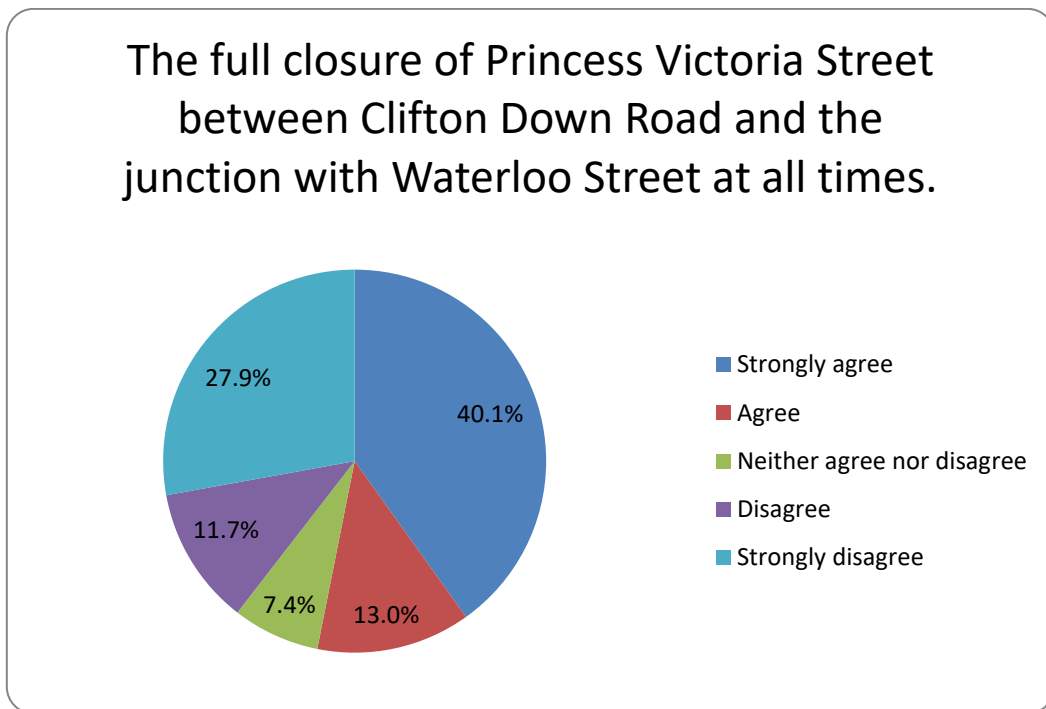 The full closure of Princess Victoria Street
between Clifton Down Road and the
junction with Waterloo Street at all times.
27.9%
40.1%
11.7%
7.4%
13.0%
Strongly agree
Agree
Neither agree nor disagree
Disagree
Strongly disagree